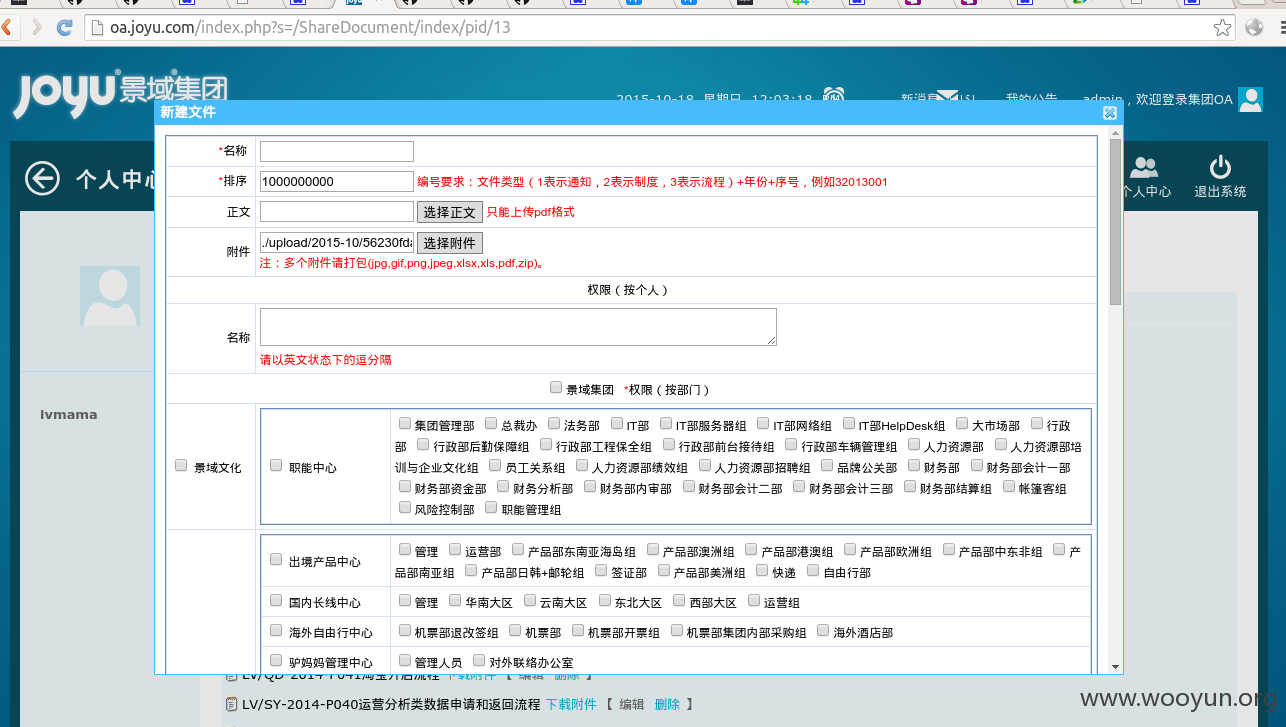 oa.joyu.com/index.php?s=/ShareDocument/index/pid/13
JOYU 景域集团
2015-10-18 星期日 12:03:18 新消息 我的公告 admin，欢迎登录集团OA
新建文件
个人中心
个人中心 退出系统
lvmama
*名称
*排序 1000000000 编号要求：文件类型（1表示通知，2表示制度，3表示流程）+年份+序号，例如32013001
正文 选择正文 只能上传pdf格式
附件 ./upload/2015-10/56230fda 选择附件
注：多个附件请打包(jpg,gif,png,jpeg,xlsx,xls,pdf,zip)。
权限（按个人）
名称
请以英文状态下的逗分隔
景域集团 *权限（按部门）
景域文化 职能中心
集团管理部 总裁办 法务部 IT部 IT部服务器组 IT部网络组 IT部HelpDesk组 大市场部 行政
部 行政部后勤保障组 行政部工程保全组 行政部前台接待组 行政部车辆管理组 人力资源部 人力资源部培
训与企业文化组 员工关系组 人力资源部绩效组 人力资源部招聘组 品牌公关部 财务部 财务部会计一部
财务部资金部 财务分析部 财务部内审部 财务部会计二部 财务部会计三部 财务部结算组 帐篷客组
风险控制部 职能管理组
出境产品中心
管理 运营部 产品部东南亚海岛组 产品部澳洲组 产品部港澳组 产品部欧洲组 产品部中东非组 产
品部南亚组 产品部日韩+邮轮组 签证部 产品部美洲组 快递 自由行部
国内长线中心 管理 华南大区 云南大区 东北大区 西部大区 运营组
海外自由行中心 机票部退改签组 机票部 机票部开票组 机票部集团内部采购组 海外酒店部
驴妈妈管理中心 管理人员 对外联络办公室
LV/QD-2014-P041淘宝开店流程 下载附件 【 编辑 删除 】
LV/SY-2014-P040运营分析类数据申请和返回流程 下载附件 【 编辑 删除 】
www.wooyun.org